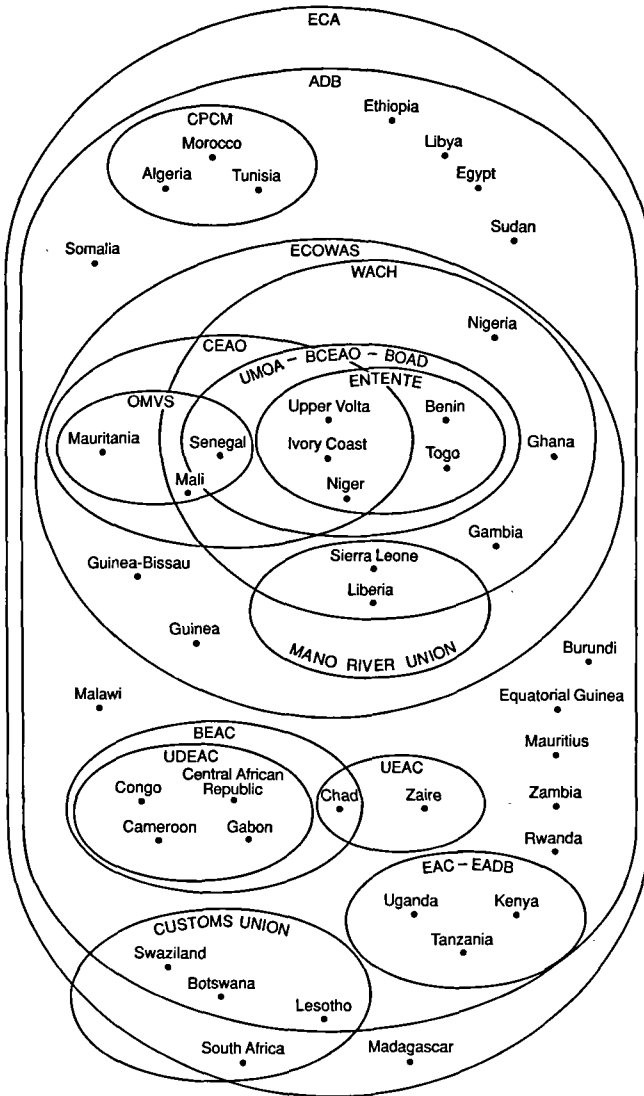 ECA
ADB
CPCM
Morocco
Algeria
Tunisia
Ethiopia
Libya
Egypt
Sudan
Somalia
ECOWAS
WACH
Nigeria
CEAO
UMOA - BCEAO - BOAD
ENTENTE
OMVS
Upper Volta
Benin
Mauritania
Senegal
Ivory Coast
Togo
Ghana
Mali
Niger
Gambia
Sierra Leone
Guinea-Bissau
Liberia
Guinea
MANO RIVER UNION
Burundi
Malawi
Equatorial Guinea
BEAC
Mauritius
UDEAC
UEAC
Central African
Republic
Congo
Chad
Zaire
Zambia
Cameroon
Gabon
Rwanda
EAC-EADB
Uganda
Kenya
Tanzania
CUSTOMS UNION
Swaziland
Botswana
Lesotho
South Africa
Madagascar